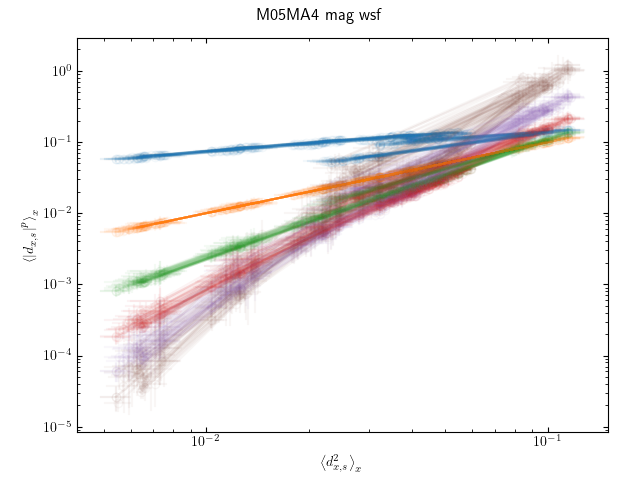 M05MA4 mag wsf
10⁰
10⁻¹
10⁻²
10⁻³
10⁻⁴
10⁻⁵
⟨|d_{x,s}|^p⟩_x
10⁻² 10⁻¹
⟨d²_{x,s}⟩_x